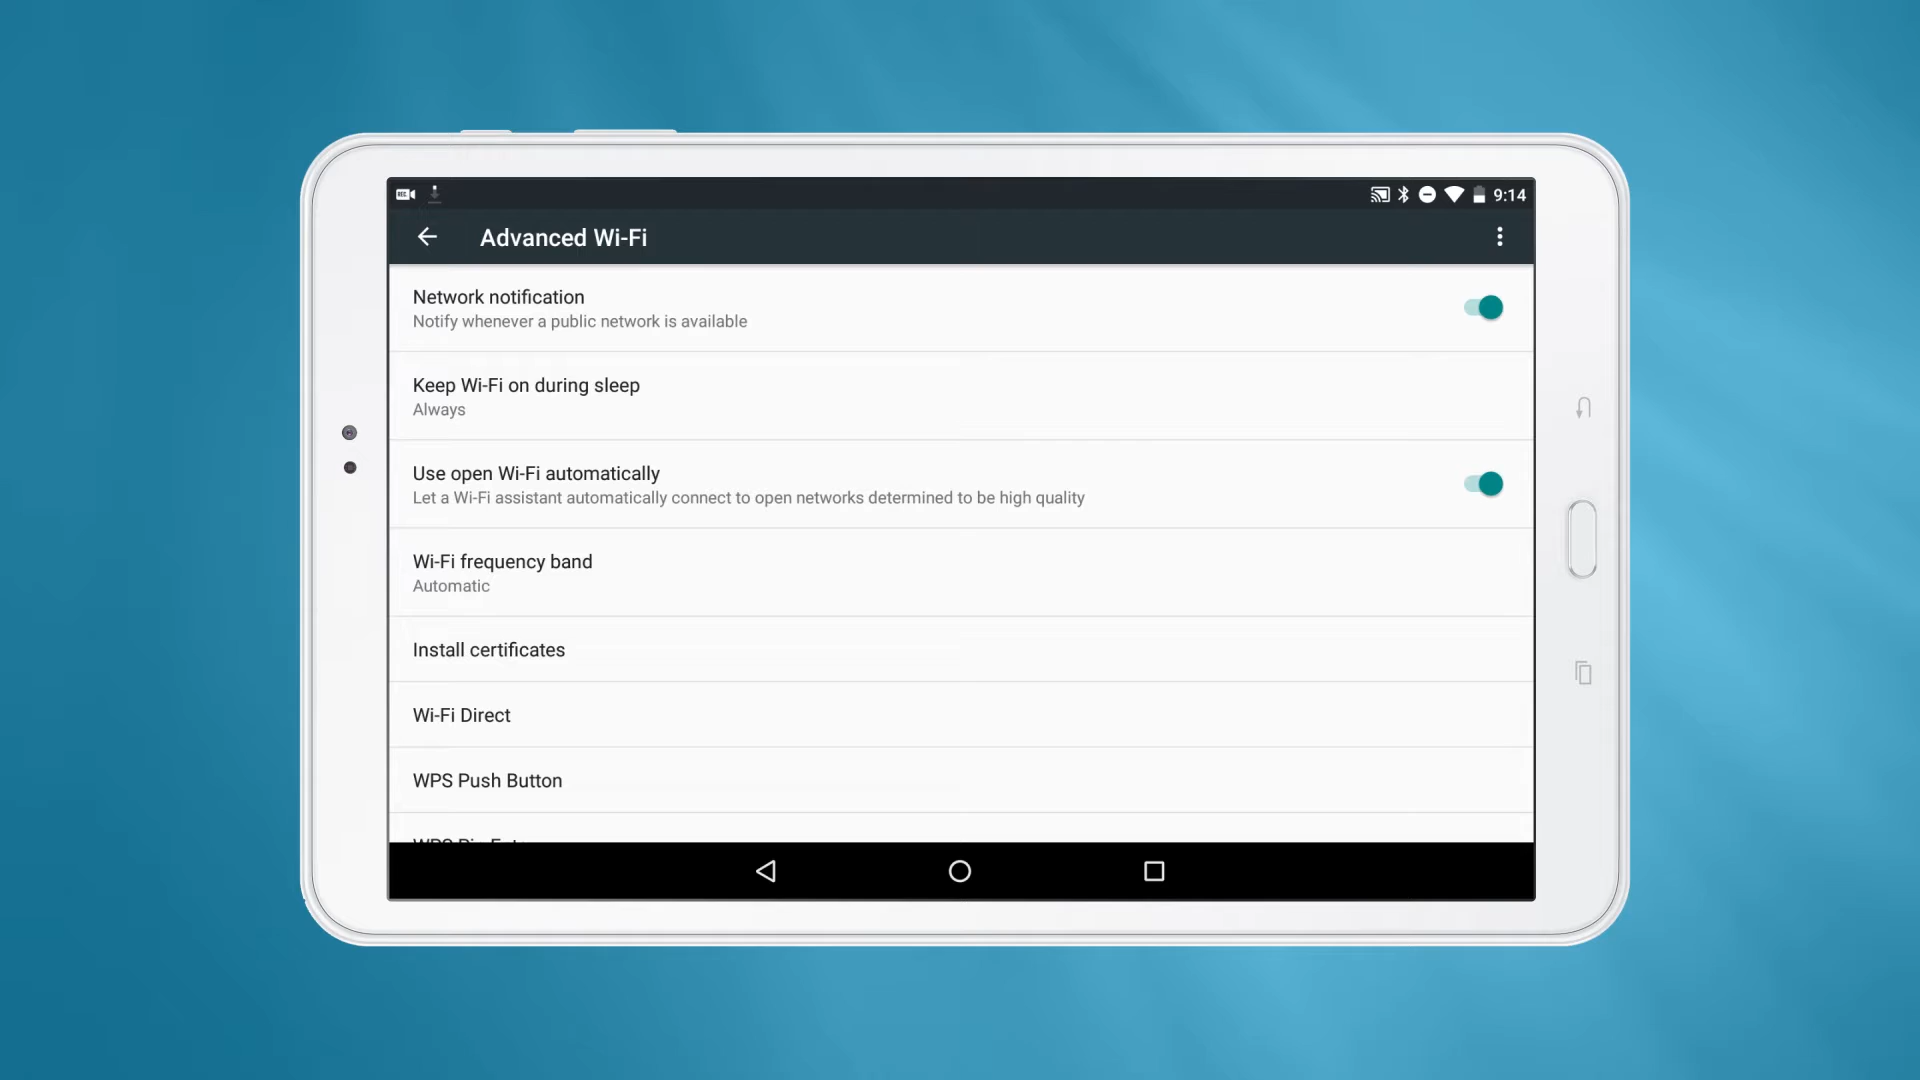 9:14
Advanced Wi-Fi
Network notification
Notify whenever a public network is available
Keep Wi-Fi on during sleep
Always
Use open Wi-Fi automatically
Let a Wi-Fi assistant automatically connect to open networks determined to be high quality
Wi-Fi frequency band
Automatic
Install certificates
Wi-Fi Direct
WPS Push Button